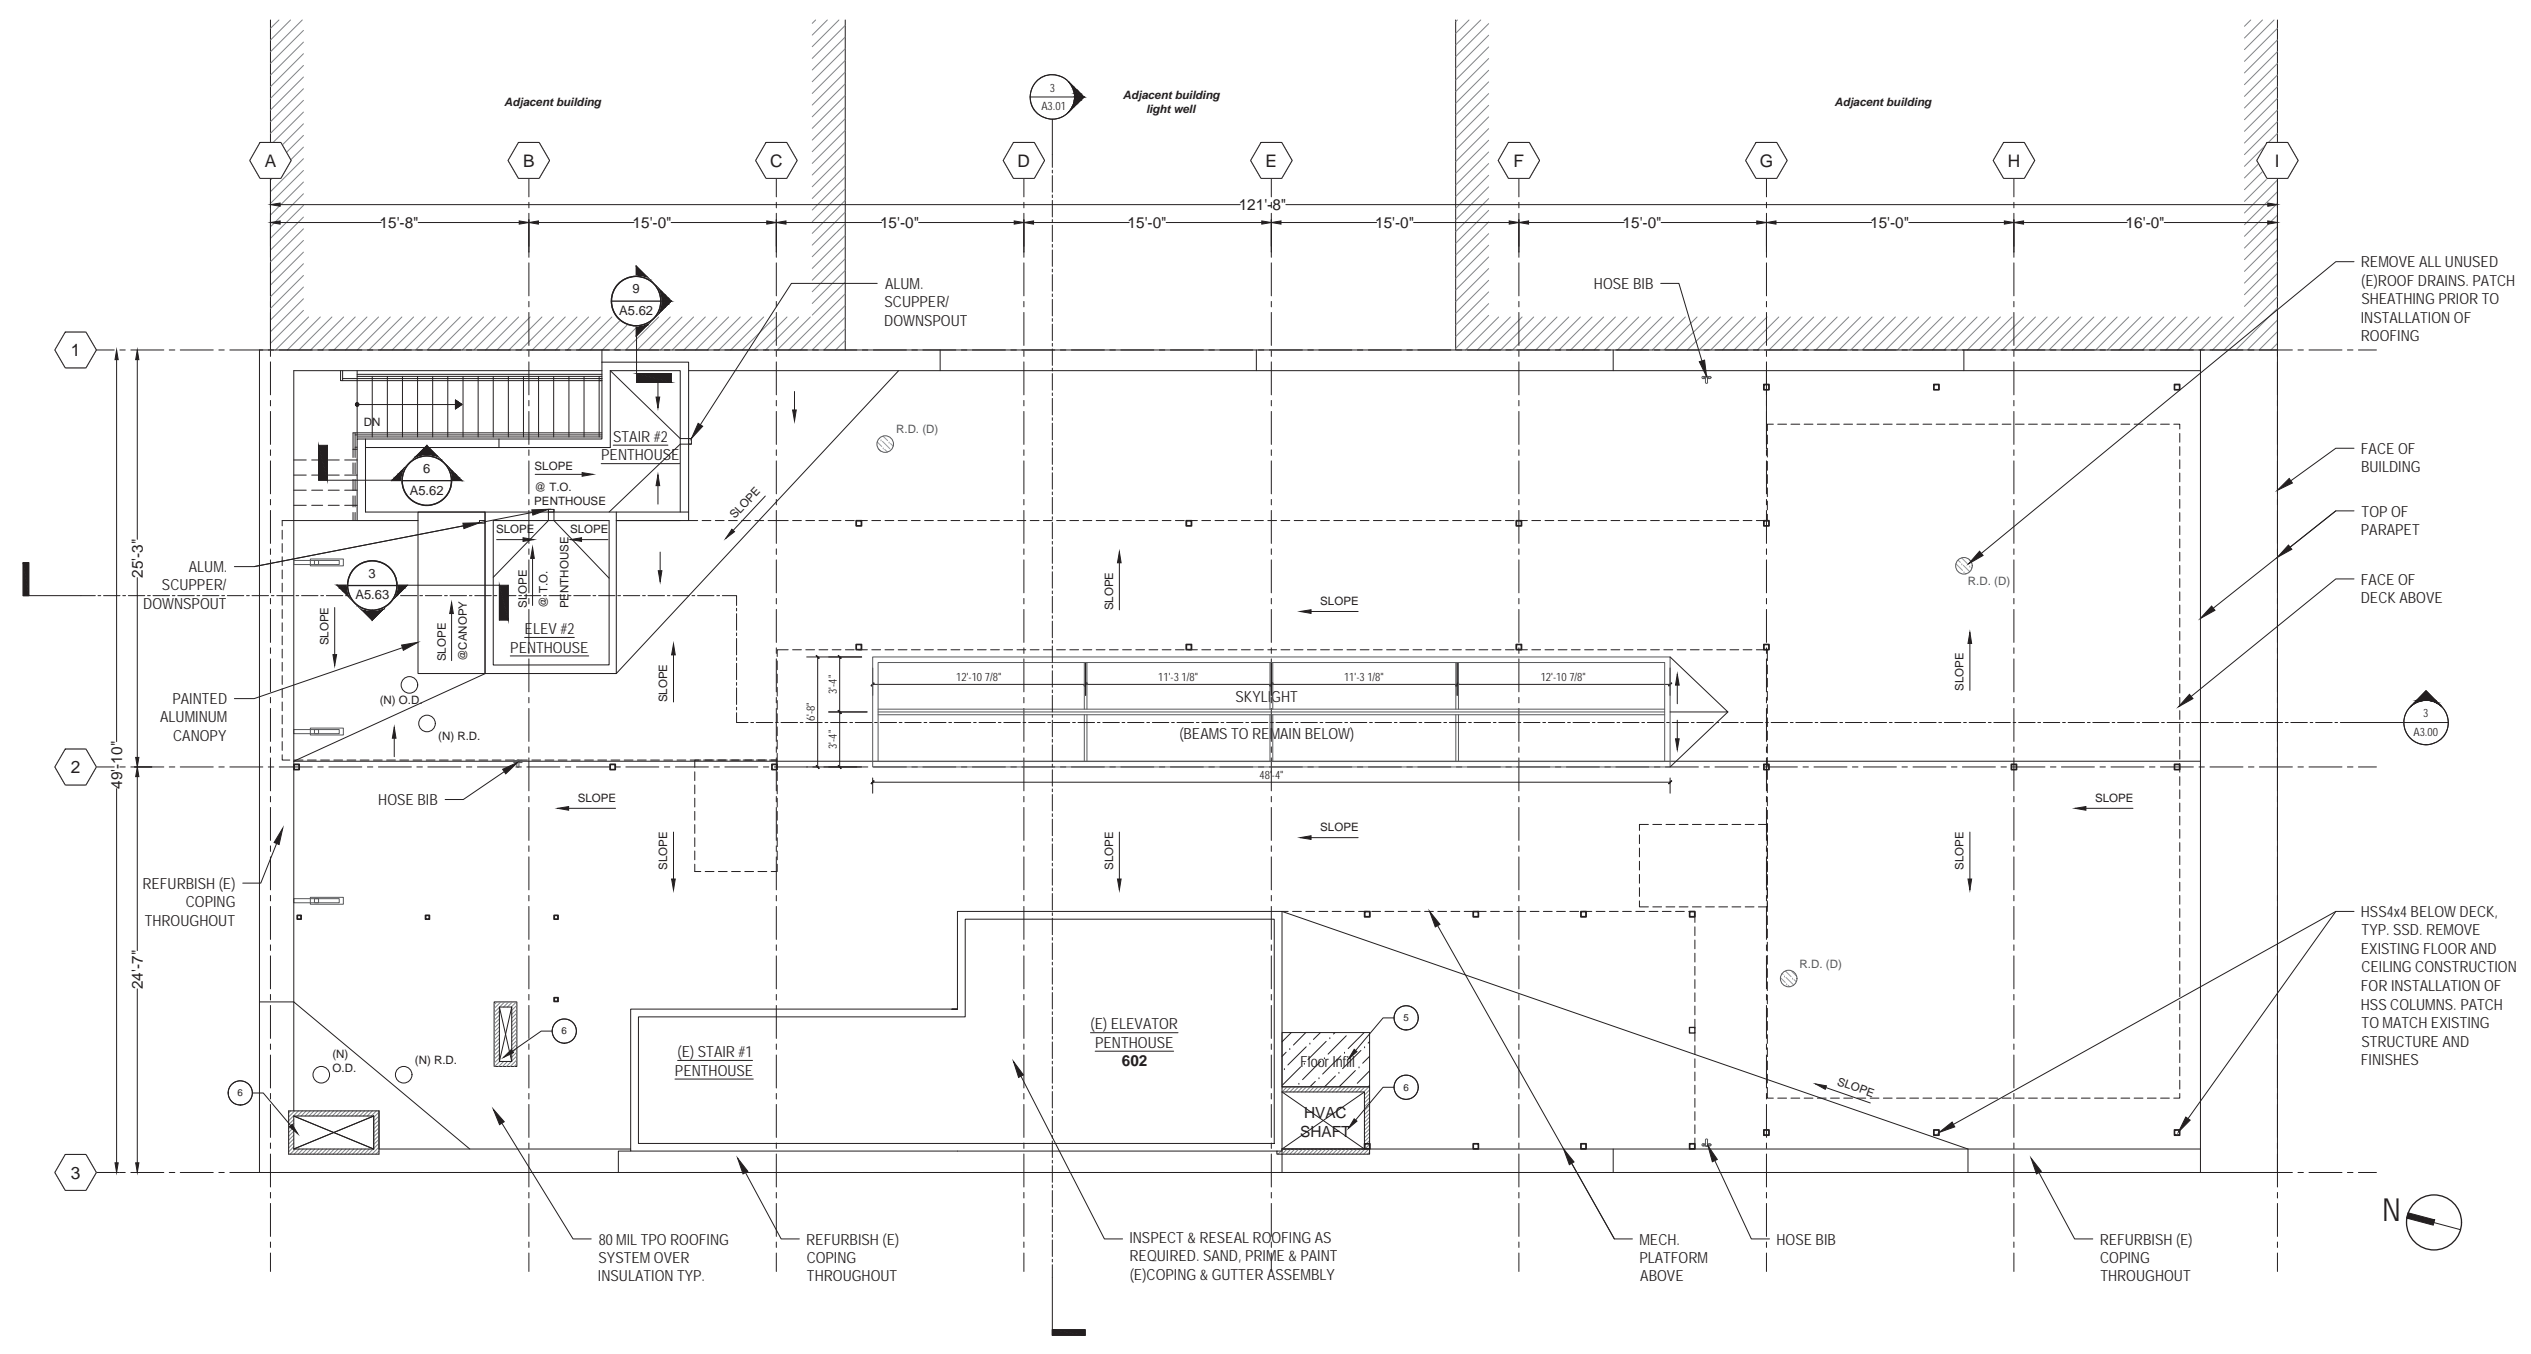 Adjacent building
3
A3.01
Adjacent building
light well
Adjacent building
A
B
C
D
E
F
G
H
I
121'-8"
15'-8"
15'-0"
15'-0"
15'-0"
15'-0"
15'-0"
15'-0"
16'-0"
9
A5.62
ALUM.
SCUPPER/
DOWNSPOUT
HOSE BIB
REMOVE ALL UNUSED
(E)ROOF DRAINS. PATCH
SHEATHING PRIOR TO
INSTALLATION OF
ROOFING
1
DN
STAIR #2
PENTHOUSE
R.D. (D)
6
A5.62
SLOPE
@ T.O.
PENTHOUSE
SLOPE
FACE OF
BUILDING
TOP OF
PARAPET
SLOPE
SLOPE
SLOPE
@ T.O.
PENTHOUSE
25'-3"
ALUM.
SCUPPER/
DOWNSPOUT
3
A5.63
SLOPE
SLOPE
@CANOPY
ELEV #2
PENTHOUSE
SLOPE
SLOPE
R.D. (D)
FACE OF
DECK ABOVE
SLOPE
SLOPE
PAINTED
ALUMINUM
CANOPY
(N) O.D.
(N) R.D.
6'-8"
3'-4"
3'-4"
12'-10 7/8"
11'-3 1/8"
11'-3 1/8"
12'-10 7/8"
SKYLIGHT
(BEAMS TO REMAIN BELOW)
48'-4"
3
A3.00
2
49'-10"
HOSE BIB
SLOPE
SLOPE
SLOPE
SLOPE
SLOPE
SLOPE
REFURBISH (E)
COPING
THROUGHOUT
24'-7"
R.D. (D)
HSS4x4 BELOW DECK,
TYP. SSD. REMOVE
EXISTING FLOOR AND
CEILING CONSTRUCTION
FOR INSTALLATION OF
HSS COLUMNS. PATCH
TO MATCH EXISTING
STRUCTURE AND
FINISHES
6
(E) STAIR #1
PENTHOUSE
(E) ELEVATOR
PENTHOUSE
602
5
Floor Infill
6
HVAC
SHAFT
SLOPE
(N)
O.D.
(N) R.D.
6
3
80 MIL TPO ROOFING
SYSTEM OVER
INSULATION TYP.
REFURBISH (E)
COPING
THROUGHOUT
INSPECT & RESEAL ROOFING AS
REQUIRED. SAND, PRIME & PAINT
(E)COPING & GUTTER ASSEMBLY
MECH.
PLATFORM
ABOVE
HOSE BIB
REFURBISH (E)
COPING
THROUGHOUT
N